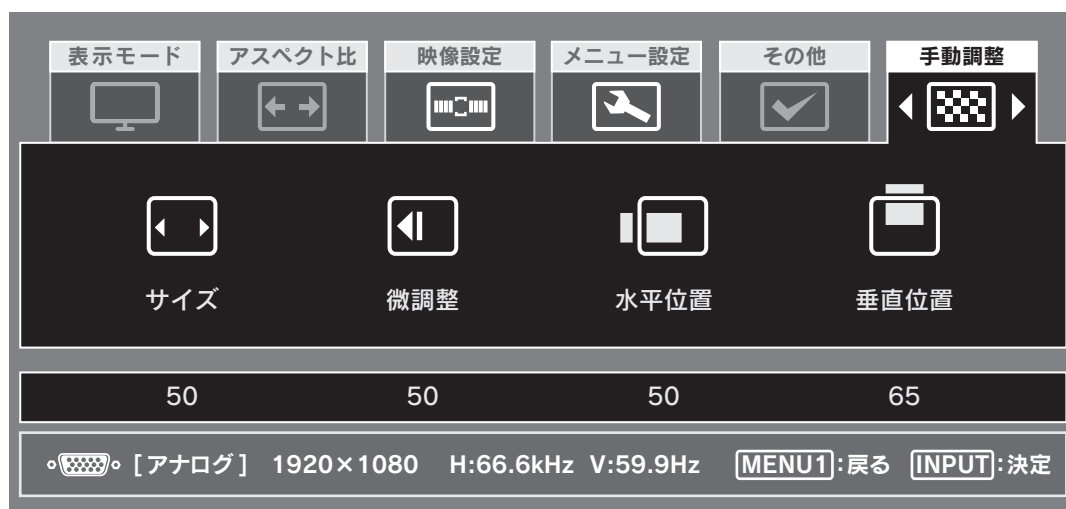 表示モード アスペクト比 映像設定 メニュー設定 その他 手動調整
サイズ 微調整 水平位置 垂直位置
50 50 50 65
[アナログ] 1920×1080 H:66.6kHz V:59.9Hz MENU1:戻る INPUT:決定